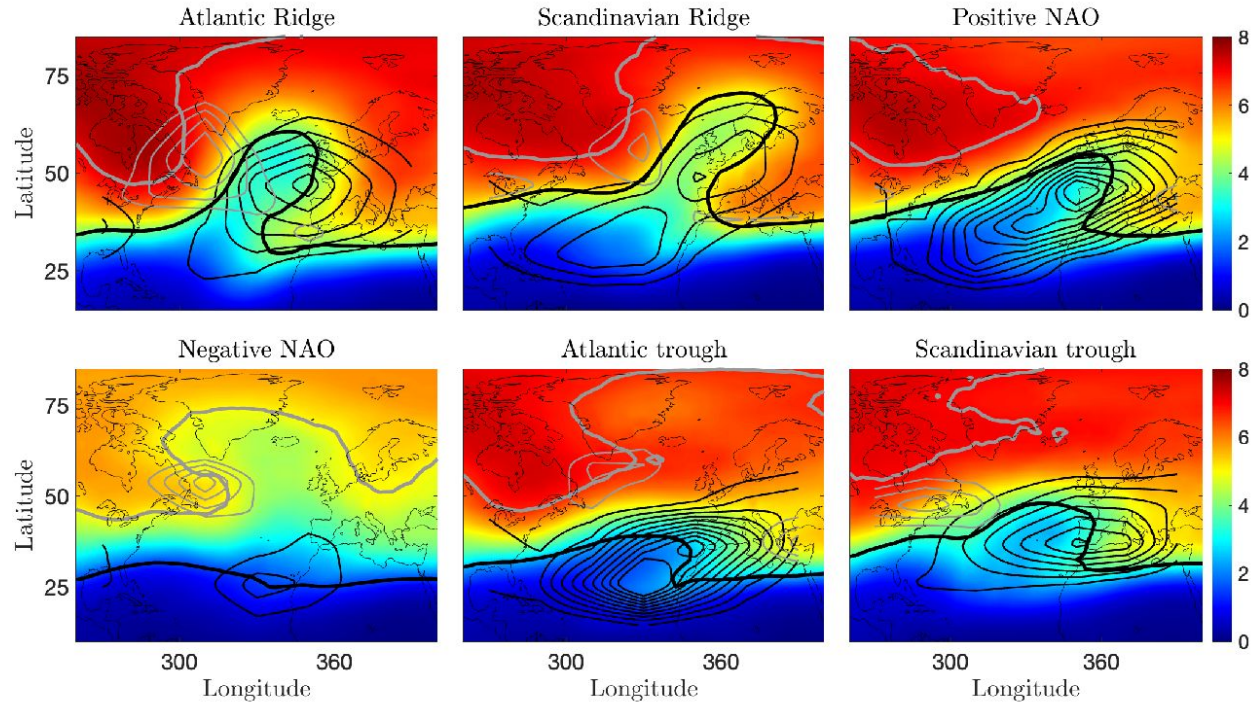 Atlantic Ridge
Scandinavian Ridge
Positive NAO
Latitude
75
50
25
8
6
4
2
0
Negative NAO
Atlantic trough
Scandinavian trough
Latitude
75
50
25
8
6
4
2
0
300
360
300
360
300
360
Longitude
Longitude
Longitude